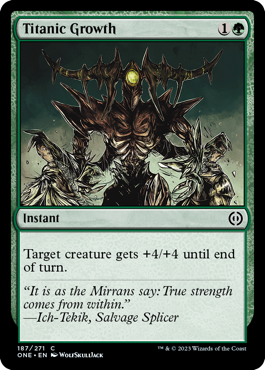 Titanic Growth 1
Instant
Target creature gets +4/+4 until end
of turn.
“It is as the Mirrans say: True strength
comes from within.”
—Ich-Tekik, Salvage Splicer
187/271 C
ONE • EN WolfSkullJack
™ & © 2023 Wizards of the Coast